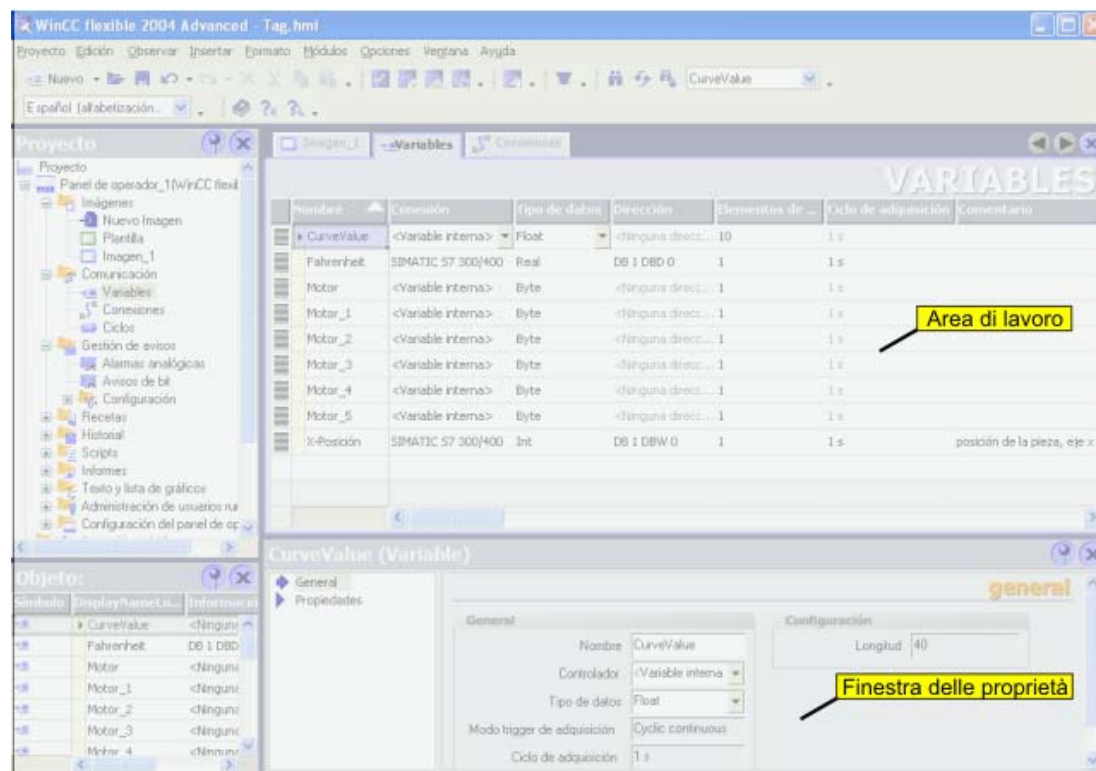 WinCC flexible 2004 Advanced - Tag.hmi
Proyecto Edición Observar Insertar Formato Módulos Opciones Ventana Ayuda
Nuevo CurveValue
Español (alfabetización..
Proyecto
Proyecto
Panel de operador_1(WinCC flexi
Imágenes
Nuevo Imagen
Plantilla
Imagen_1
Comunicación
Variables
Conexiones
Ciclos
Gestión de avisos
Alarmas analógicas
Avisos de bit
Configuración
Recetas
Historial
Scripts
Informes
Texto y lista de gráficos
Administración de usuarios ru
Configuración del panel de op
Imagen_1 Variables Conexiones
VARIABLES
Nombre Conexión Tipo de datos Dirección Elementos de ... Ciclo de adquisición Comentario
CurveValue <Variable interna> Float <Ninguna direcc... 10 1 s
Fahrenheit SIMATIC S7 300/400 Real DB 1 DBD 0 1 1 s
Motor <Variable interna> Byte <Ninguna direcc... 1 1 s
Motor_1 <Variable interna> Byte <Ninguna direcc... 1 1 s
Motor_2 <Variable interna> Byte <Ninguna direcc... 1 1 s
Motor_3 <Variable interna> Byte <Ninguna direcc... 1 1 s
Motor_4 <Variable interna> Byte <Ninguna direcc... 1 1 s
Motor_5 <Variable interna> Byte <Ninguna direcc... 1 1 s
X-Posición SIMATIC S7 300/400 Int DB 1 DBW 0 1 1 s posición de la pieza, eje x
Area di lavoro
Objeto:
Símbolo DisplayNameLo... Informació
CurveValue <Ninguna
Fahrenheit DB 1 DBD
Motor <Ninguna
Motor_1 <Ninguna
Motor_2 <Ninguna
Motor_3 <Ninguna
Motor_4 <Ninguna
CurveValue (Variable)
General
Propiedades
general
General
Nombre CurveValue
Controlador <Variable interna
Tipo de datos Float
Modo trigger de adquisición Cyclic continuous
Ciclo de adquisición 1 s
Configuración
Longitud 40
Finestra delle proprietà